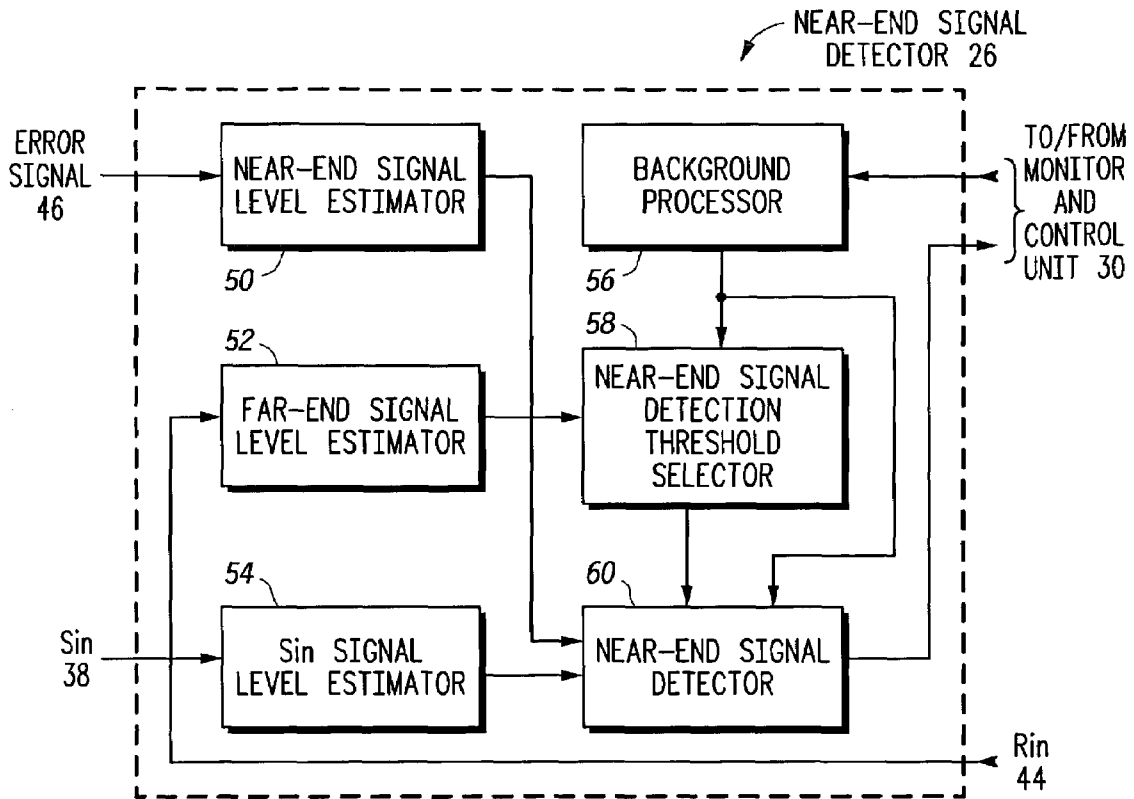 NEAR-END SIGNAL
DETECTOR 26
ERROR
SIGNAL
46
NEAR-END SIGNAL
LEVEL ESTIMATOR
50
BACKGROUND
PROCESSOR
56
TO/FROM
MONITOR
AND
CONTROL
UNIT 30
52
FAR-END SIGNAL
LEVEL ESTIMATOR
58
NEAR-END SIGNAL
DETECTION
THRESHOLD
SELECTOR
Sin
38
54
Sin SIGNAL
LEVEL ESTIMATOR
60
NEAR-END SIGNAL
DETECTOR
Rin
44